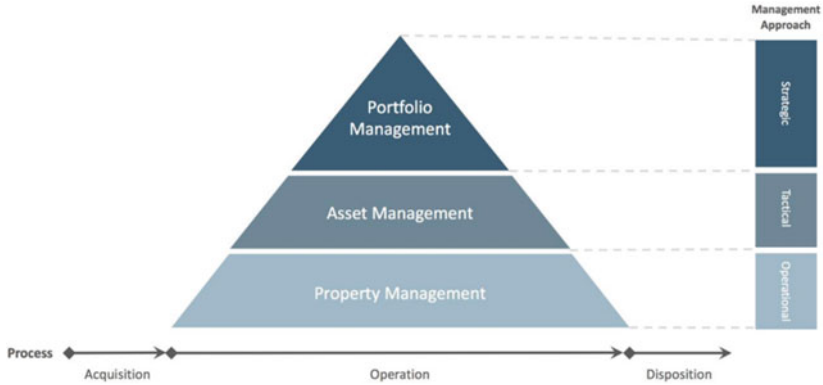 Management
Approach
Portfolio
Management
Strategic
Asset Management
Tactical
Property Management
Operational
Process
Acquisition
Operation
Disposition